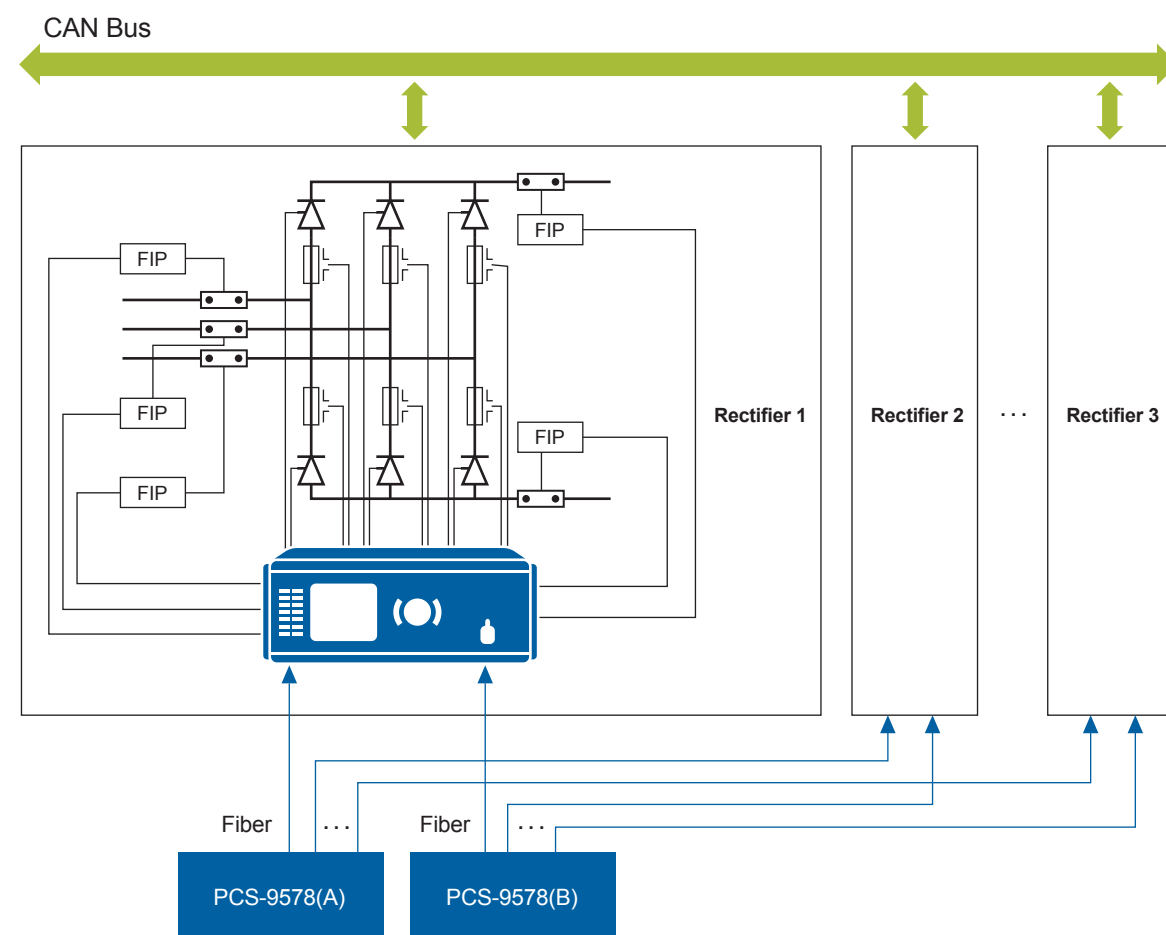 CAN Bus
FIP
FIP
FIP
FIP
FIP
Rectifier 1
Rectifier 2
...
Rectifier 3
Fiber
...
Fiber
...
PCS-9578(A)
PCS-9578(B)